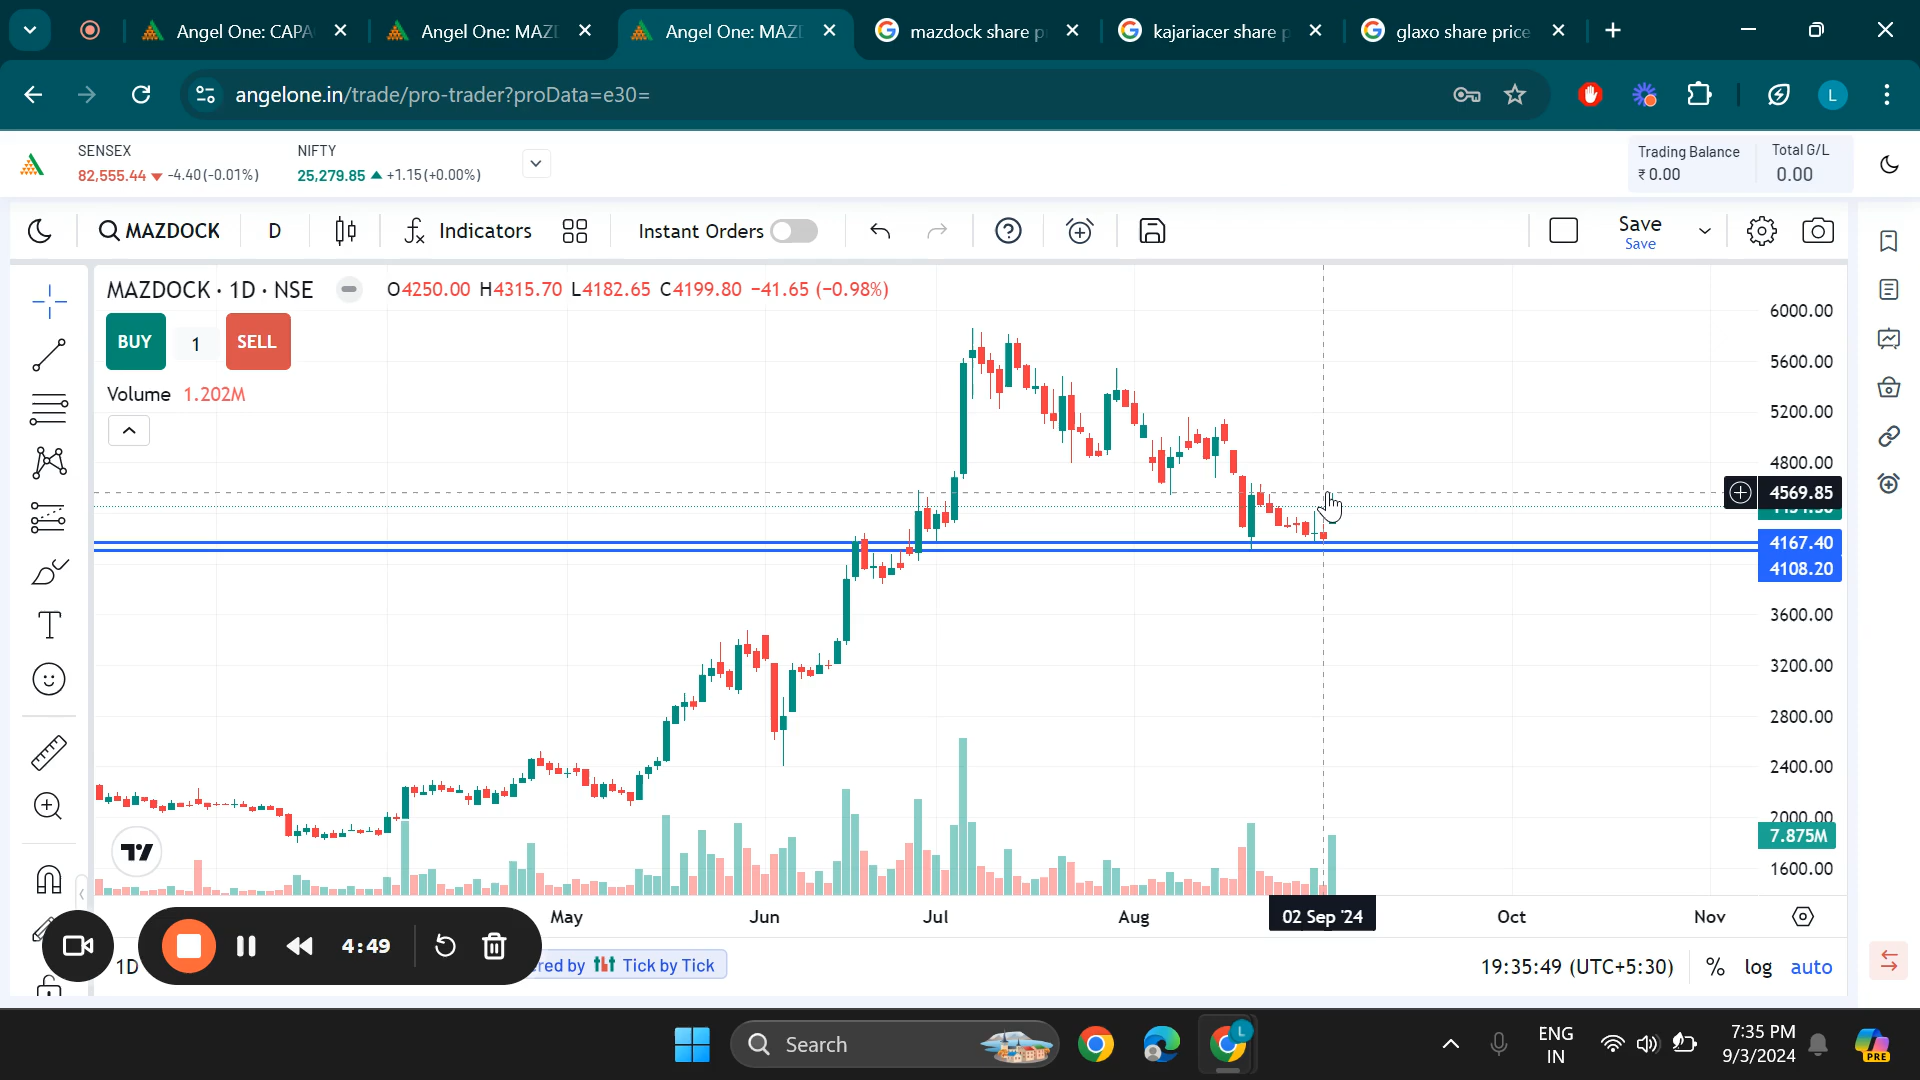 Angel One: CAPA
Angel One: MAZI
Angel One: MAZI
mazdock share p
kajariacer share p
glaxo share price
angelone.in/trade/pro-trader?proData=e30=
L
SENSEX
82,555.44 ▼ -4.40(-0.01%)
NIFTY
25,279.85 ▲ +1.15(+0.00%)
Trading Balance
₹ 0.00
Total G/L
0.00
MAZDOCK
D
Indicators
Instant Orders
Save
Save
MAZDOCK · 1D · NSE
O4250.00 H4315.70 L4182.65 C4199.80 −41.65 (−0.98%)
BUY
1
SELL
Volume 1.202M
6000.00
5600.00
5200.00
4800.00
4569.85
4167.40
4108.20
3600.00
3200.00
2800.00
2400.00
2000.00
7.875M
1600.00
May
Jun
Jul
Aug
02 Sep '24
Oct
Nov
4:49
1D
red by Tick by Tick
19:35:49 (UTC+5:30)
%
log
auto
Search
L
ENG
IN
7:35 PM
9/3/2024
PRE